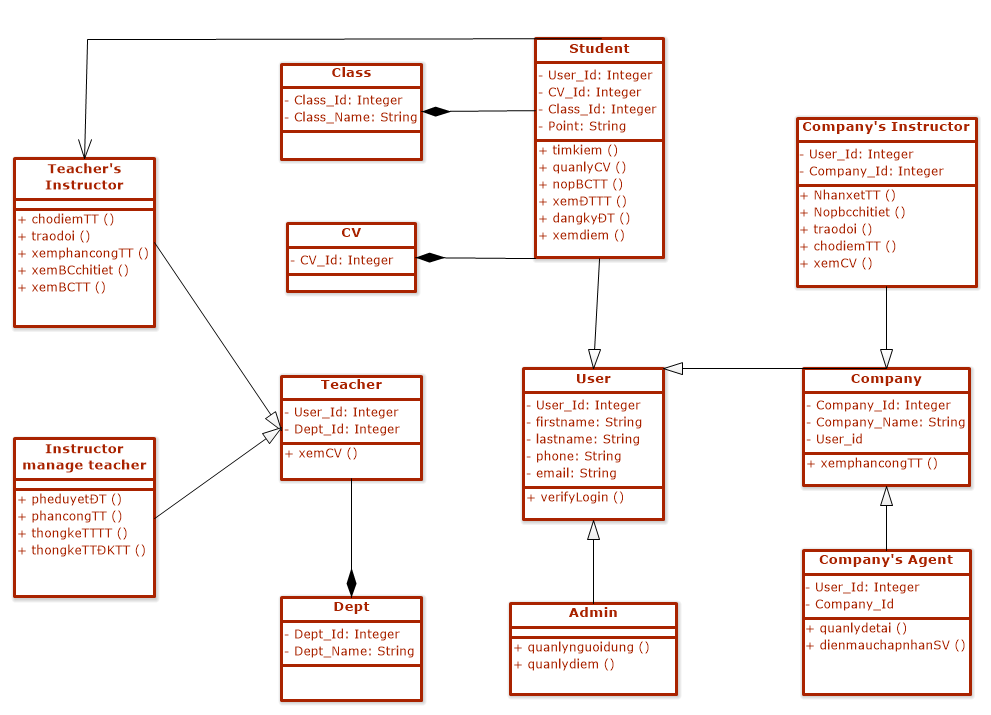 Student
- User_Id: Integer
- CV_Id: Integer
- Class_Id: Integer
- Point: String
+ timkiem ()
+ quanlyCV ()
+ nopBCTT ()
+ xemĐTTT ()
+ dangkyĐT ()
+ xemdiem ()
Class
- Class_Id: Integer
- Class_Name: String
Company's Instructor
- User_Id: Integer
- Company_Id: Integer
+ NhanxetTT ()
+ Nopbcchitiet ()
+ traodoi ()
+ chodiemTT ()
+ xemCV ()
Teacher's
Instructor
+ chodiemTT ()
+ traodoi ()
+ xemphancongTT ()
+ xemBCchitiet ()
+ xemBCTT ()
CV
- CV_Id: Integer
Teacher
- User_Id: Integer
- Dept_Id: Integer
+ xemCV ()
User
- User_Id: Integer
- firstname: String
- lastname: String
- phone: String
- email: String
+ verifyLogin ()
Company
- Company_Id: Integer
- Company_Name: String
- User_id
+ xemphancongTT ()
Instructor
manage teacher
+ pheduyetĐT ()
+ phancongTT ()
+ thongkeTTTT ()
+ thongkeTTĐKTT ()
Dept
- Dept_Id: Integer
- Dept_Name: String
Admin
+ quanlynguoidung ()
+ quanlydiem ()
Company's Agent
- User_Id: Integer
- Company_Id
+ quanlydetai ()
+ dienmauchapnhanSV ()